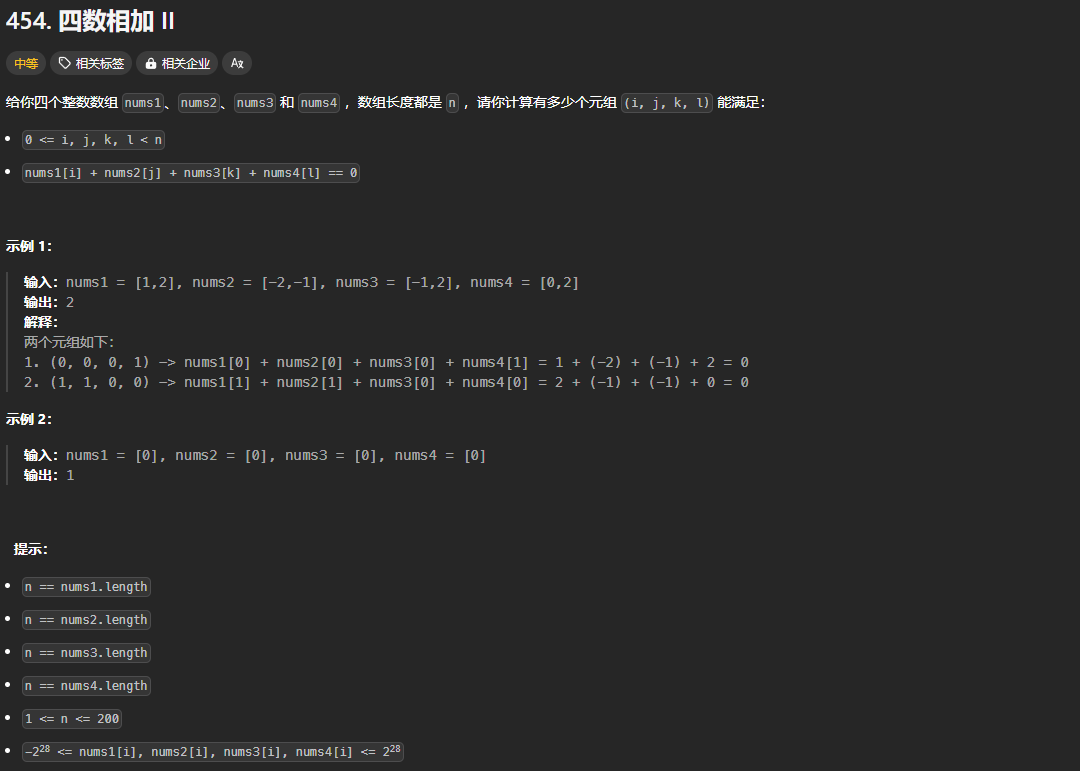 454. 四数相加 II
中等 相关标签 相关企业 Aあ
给你四个整数数组 nums1、nums2、nums3 和 nums4 ，数组长度都是 n ，请你计算有多少个元组 (i, j, k, l) 能满足：
0 <= i, j, k, l < n
nums1[i] + nums2[j] + nums3[k] + nums4[l] == 0
示例 1：
输入：nums1 = [1,2], nums2 = [-2,-1], nums3 = [-1,2], nums4 = [0,2]
输出：2
解释：
两个元组如下：
1. (0, 0, 0, 1) -> nums1[0] + nums2[0] + nums3[0] + nums4[1] = 1 + (-2) + (-1) + 2 = 0
2. (1, 1, 0, 0) -> nums1[1] + nums2[1] + nums3[0] + nums4[0] = 2 + (-1) + (-1) + 0 = 0
示例 2：
输入：nums1 = [0], nums2 = [0], nums3 = [0], nums4 = [0]
输出：1
提示：
n == nums1.length
n == nums2.length
n == nums3.length
n == nums4.length
1 <= n <= 200
-2²⁸ <= nums1[i], nums2[i], nums3[i], nums4[i] <= 2²⁸